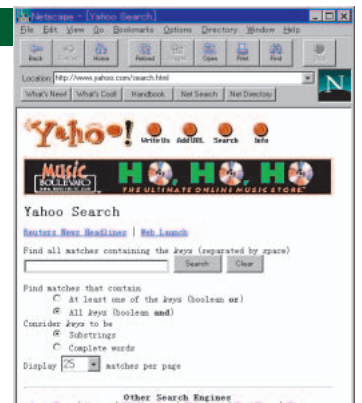 Netscape - [Yahoo Search]
File Edit View Go Bookmarks Options Directory Window Help
Back Home Reload Open Print Find
Location: http://www.yahoo.com/search.html
What's New! What's Cool! Handbook Net Search Net Directory
N
Yahoo! Write Us Add URL Search Info
MUSIC BOULEVARD HO, HO, HO
THE ULTIMATE ONLINE MUSIC STORE
Yahoo Search
Reuters News Headlines | Web Launch
Find all matches containing the keys (separated by space)
Search Clear
Find matches that contain
At least one of the keys (boolean or)
All keys (boolean and)
Consider keys to be
Substrings
Complete words
Display 25 matches per page
Other Search Engines